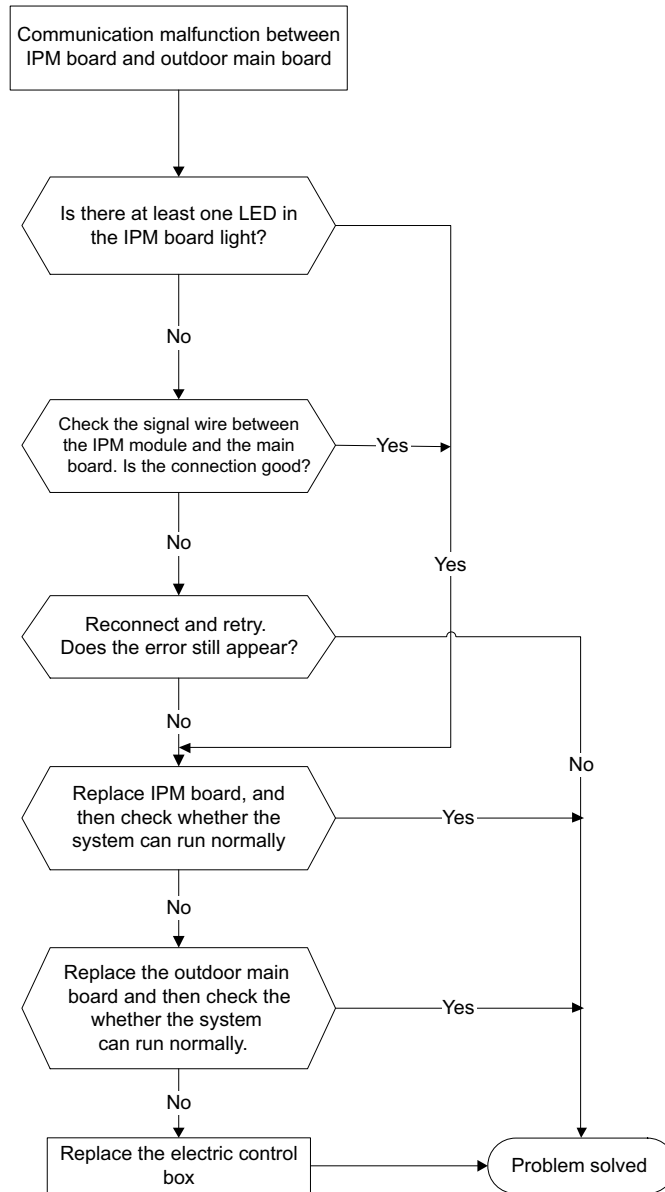 Communication malfunction between
IPM board and outdoor main board
Is there at least one LED in
the IPM board light?
No
Check the signal wire between
the IPM module and the main
board. Is the connection good?
Yes
No
Yes
Reconnect and retry.
Does the error still appear?
No
No
Replace IPM board, and
then check whether the
system can run normally
Yes
No
Replace the outdoor main
board and then check the
whether the system
can run normally.
Yes
No
Replace the electric control
box
Problem solved